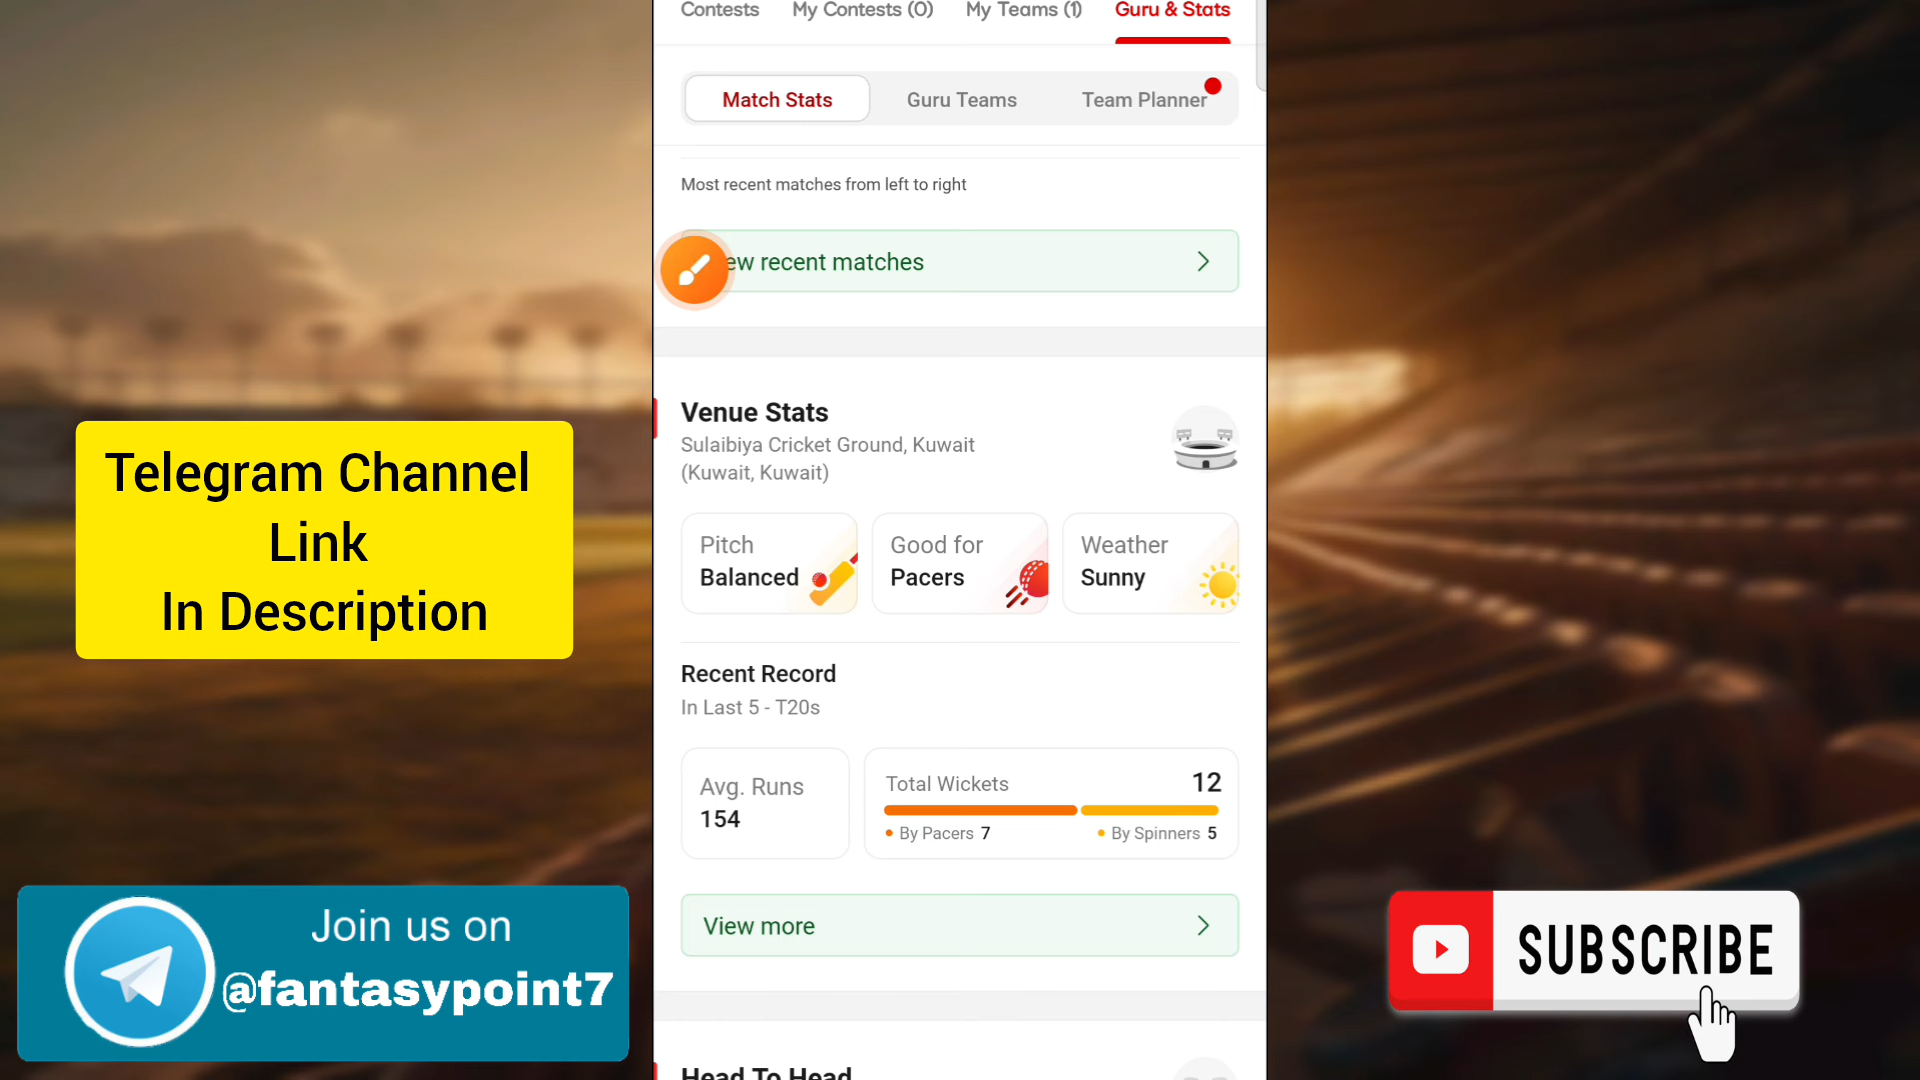 Contests My Contests (0) My Teams (1) Guru & Stats
Match Stats Guru Teams Team Planner
Most recent matches from left to right
ew recent matches
Venue Stats
Sulaibiya Cricket Ground, Kuwait
(Kuwait, Kuwait)
Pitch
Balanced
Good for
Pacers
Weather
Sunny
Recent Record
In Last 5 - T20s
Avg. Runs
154
Total Wickets 12
By Pacers 7 By Spinners 5
View more
Head To Head
Telegram Channel
Link
In Description
Join us on
@fantasypoint7
SUBSCRIBE